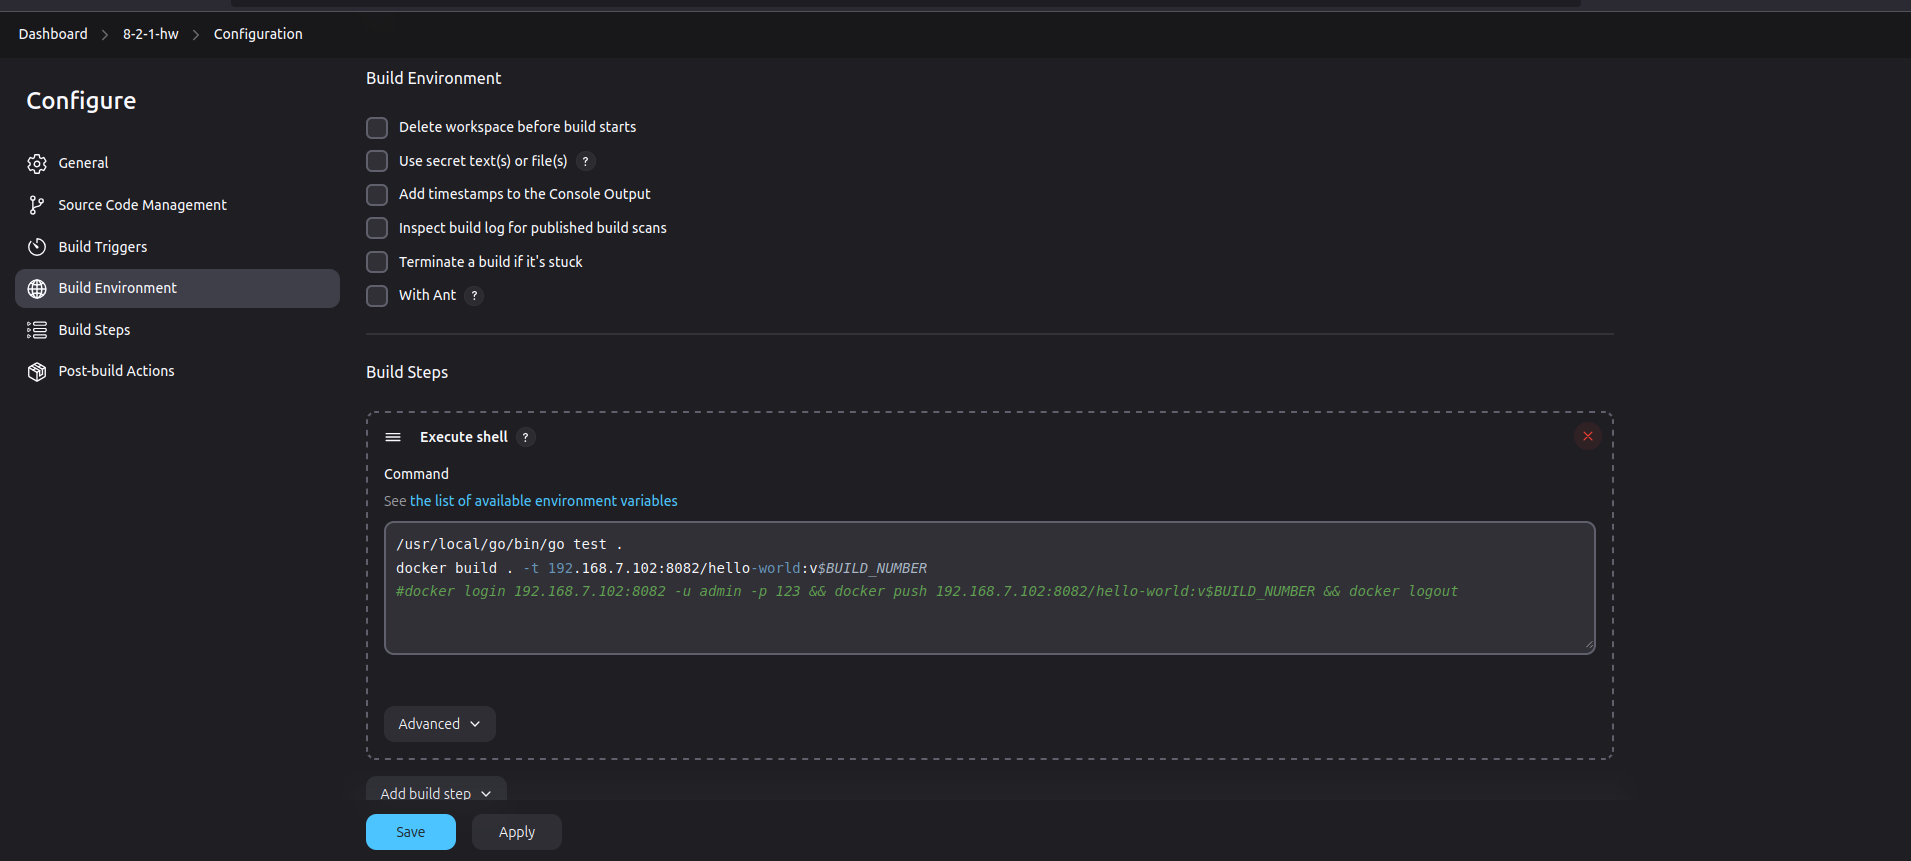 Dashboard > 8-2-1-hw > Configuration
Configure
General
Source Code Management
Build Triggers
Build Environment
Build Steps
Post-build Actions
Build Environment
Delete workspace before build starts
Use secret text(s) or file(s) ?
Add timestamps to the Console Output
Inspect build log for published build scans
Terminate a build if it's stuck
With Ant ?
Build Steps
Execute shell ?
Command
See the list of available environment variables
/usr/local/go/bin/go test .
docker build . -t 192.168.7.102:8082/hello-world:v$BUILD_NUMBER
#docker login 192.168.7.102:8082 -u admin -p 123 && docker push 192.168.7.102:8082/hello-world:v$BUILD_NUMBER && docker logout
Advanced
Add build step
Save
Apply